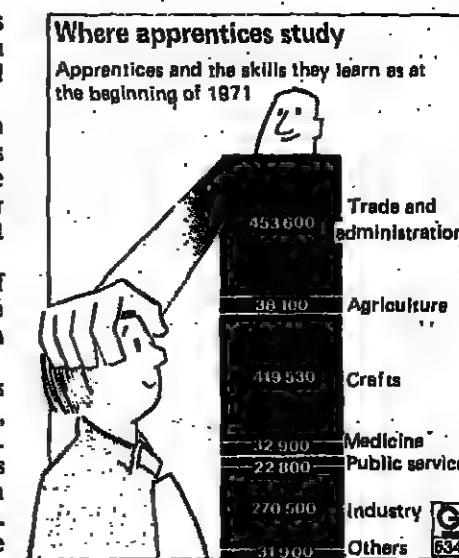 Where apprentices study
Apprentices and the skills they learn as at
the beginning of 1971
453 600
Trade and
administration
38 100
Agriculture
419 530
Crafts
32 900
Medicine
22 800
Public service
270 500
Industry
31 900
Others